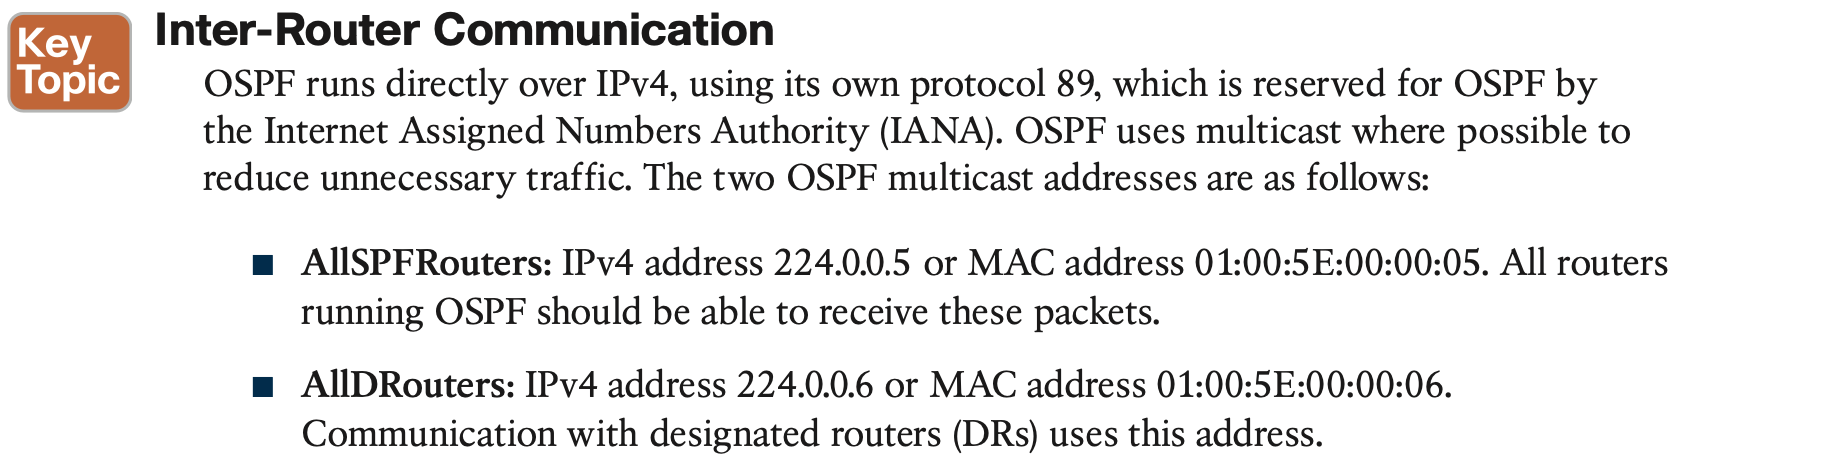 Key
Topic
Inter-Router Communication
OSPF runs directly over IPv4, using its own protocol 89, which is reserved for OSPF by
the Internet Assigned Numbers Authority (IANA). OSPF uses multicast where possible to
reduce unnecessary traffic. The two OSPF multicast addresses are as follows:
■ AllSPFRouters: IPv4 address 224.0.0.5 or MAC address 01:00:5E:00:00:05. All routers
running OSPF should be able to receive these packets.
■ AllDRouters: IPv4 address 224.0.0.6 or MAC address 01:00:5E:00:00:06.
Communication with designated routers (DRs) uses this address.